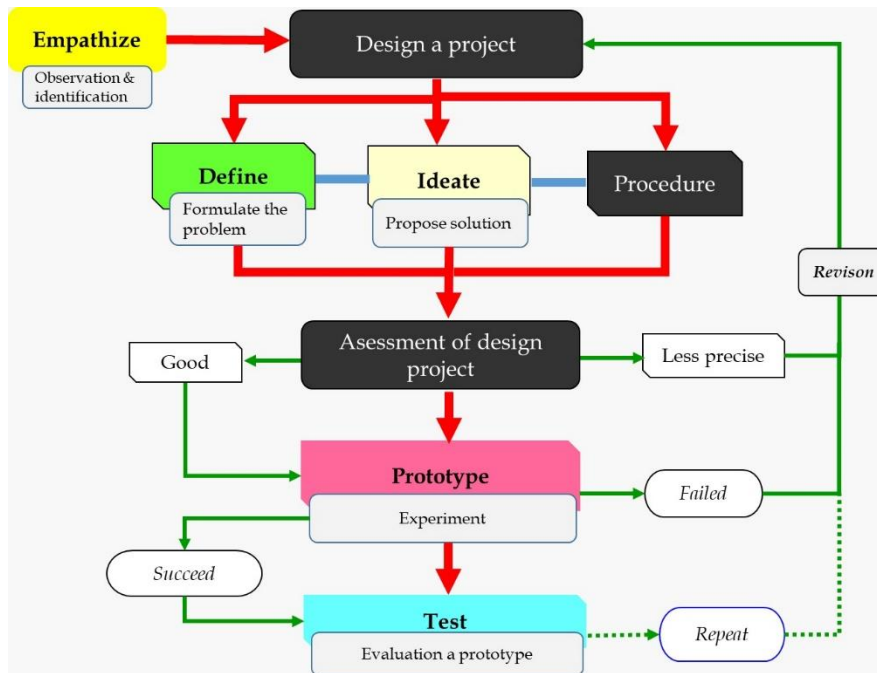 Empathize
Design a project
Observation &
identification
Define
Ideate
Procedure
Formulate the
problem
Propose solution
Revison
Asessment of design
project
Good
Less precise
Prototype
Failed
Experiment
Succeed
Test
Repeat
Evaluation a prototype